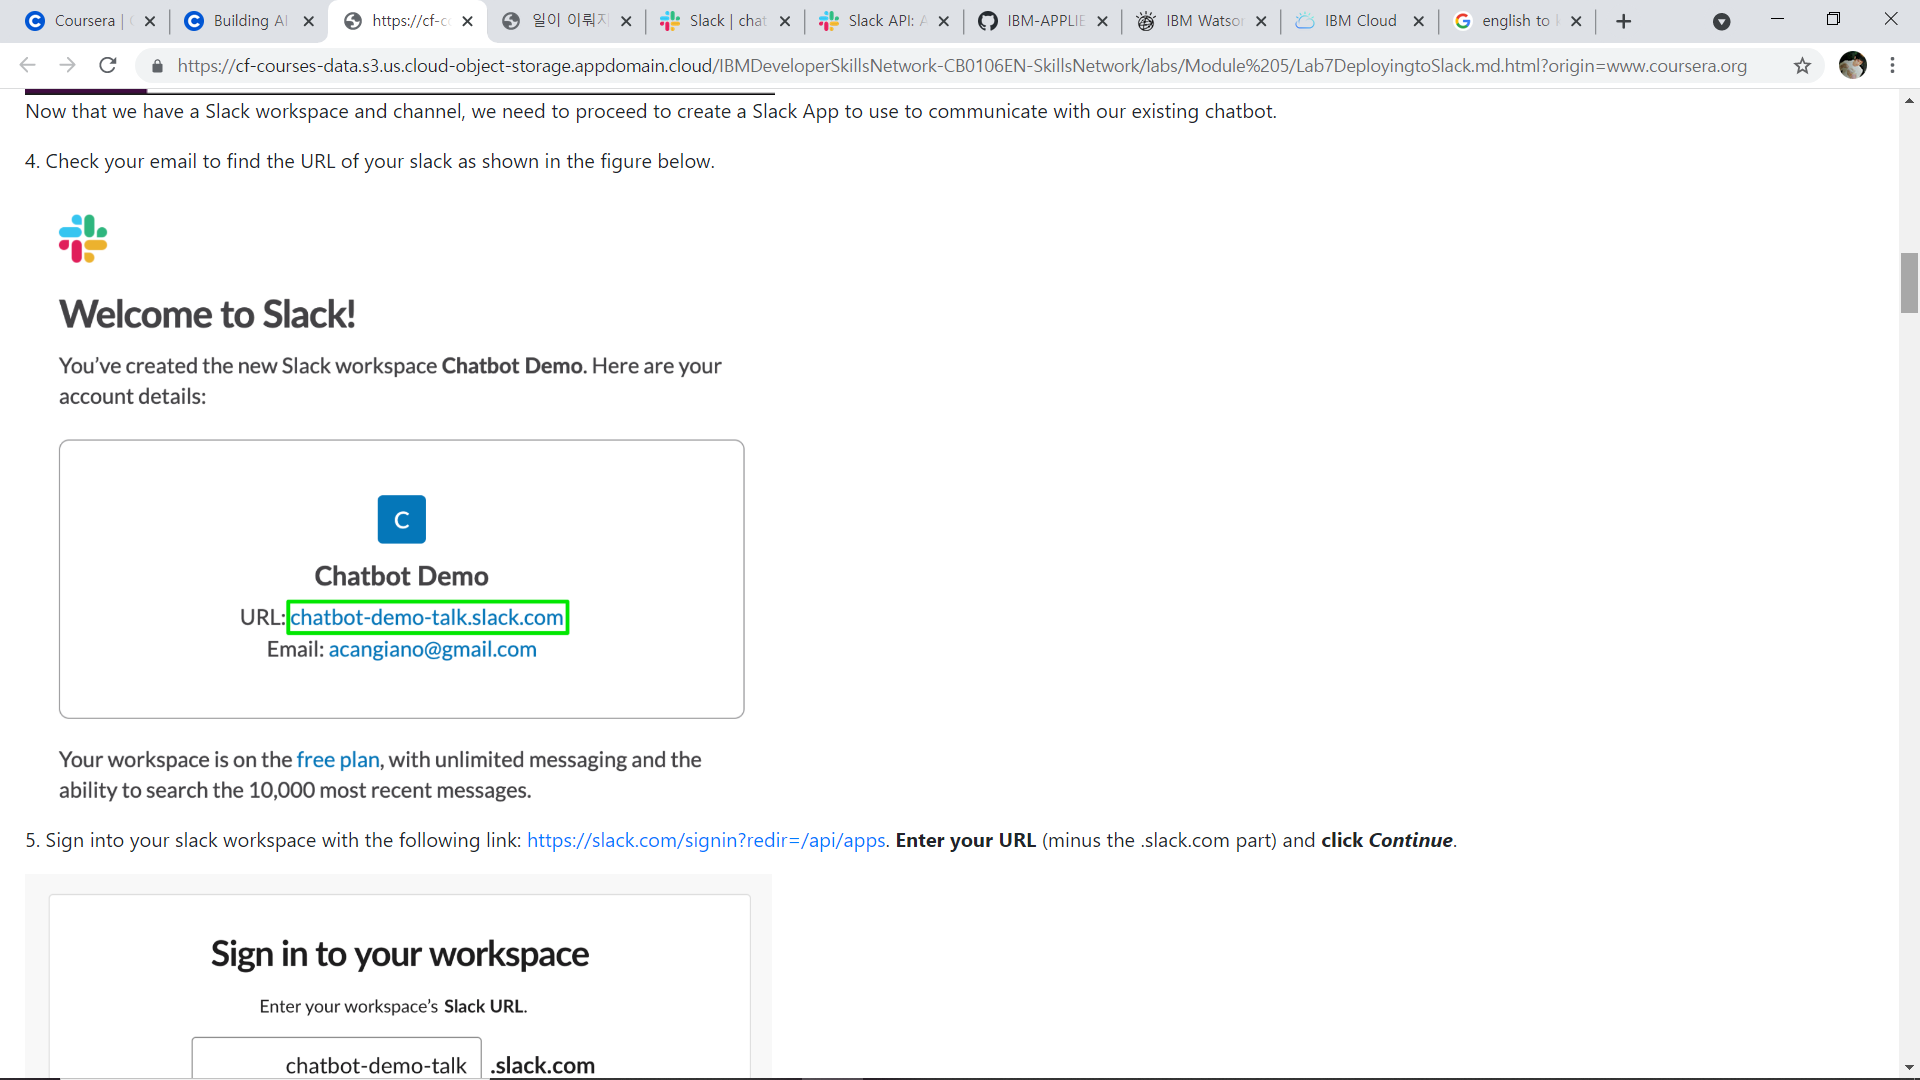 Coursera |
Building AI
https://cf-c
일이 이뤄지
Slack | chat
Slack API: A
IBM-APPLIE
IBM Watson
IBM Cloud
english to
https://cf-courses-data.s3.us.cloud-object-storage.appdomain.cloud/IBMDeveloperSkillsNetwork-CB0106EN-SkillsNetwork/labs/Module%205/Lab7DeployingtoSlack.md.html?origin=www.coursera.org
Now that we have a Slack workspace and channel, we need to proceed to create a Slack App to use to communicate with our existing chatbot.
4. Check your email to find the URL of your slack as shown in the figure below.
Welcome to Slack!
You've created the new Slack workspace Chatbot Demo. Here are your
account details:
C
Chatbot Demo
URL: chatbot-demo-talk.slack.com
Email: acangiano@gmail.com
Your workspace is on the free plan, with unlimited messaging and the
ability to search the 10,000 most recent messages.
5. Sign into your slack workspace with the following link: https://slack.com/signin?redir=/api/apps. Enter your URL (minus the .slack.com part) and click Continue.
Sign in to your workspace
Enter your workspace's Slack URL.
chatbot-demo-talk .slack.com